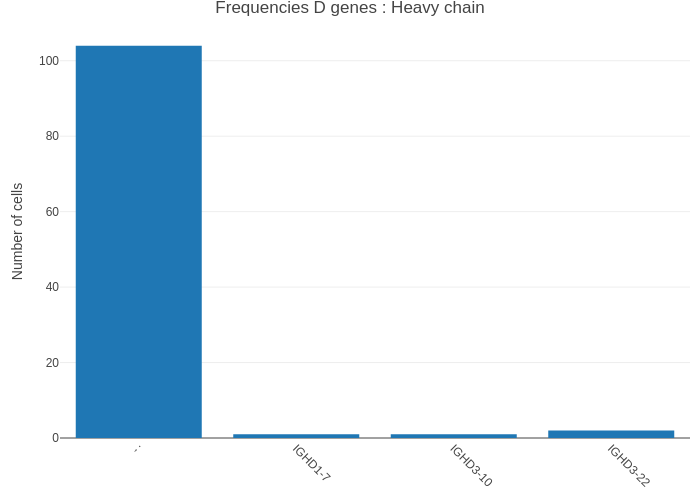 Frequencies D genes : Heavy chain
Number of cells
100
80
60
40
20
0
-
IGHD1-7
IGHD3-10
IGHD3-22